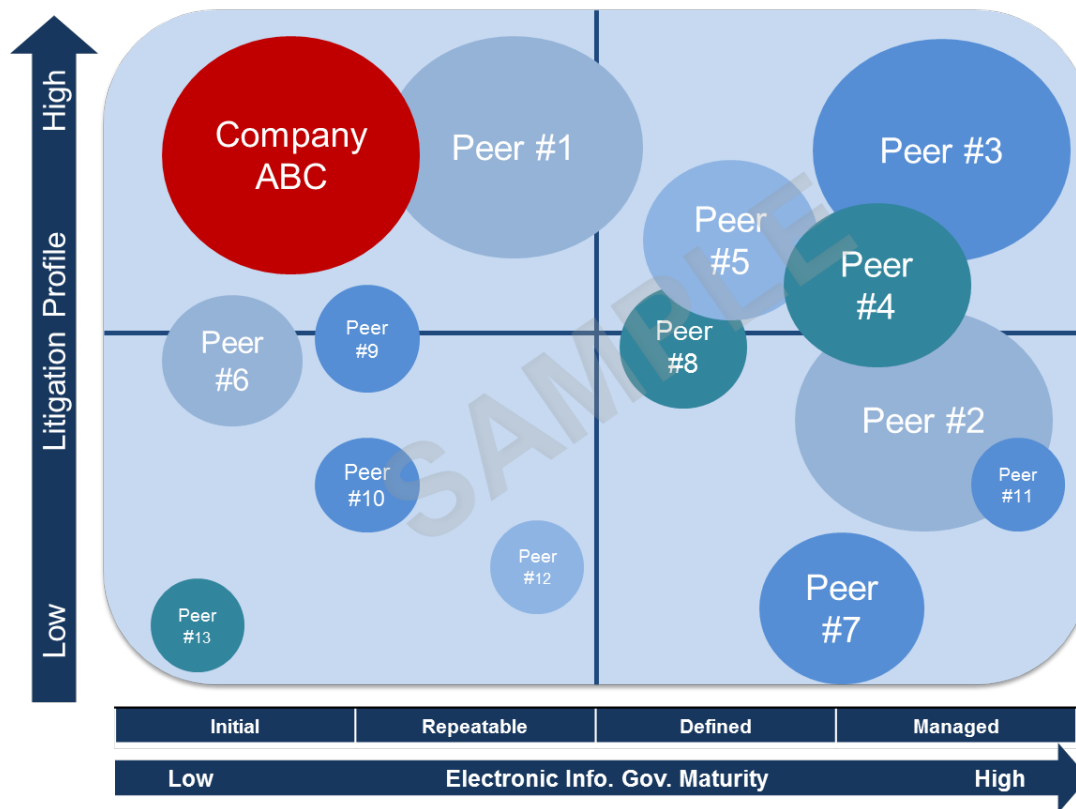 High
Litigation Profile
Low
Company
ABC
Peer #1
Peer #3
Peer
#5
Peer
#4
Peer
#6
Peer
#9
Peer
#8
Peer #2
Peer
#10
Peer
#11
Peer
#12
Peer
#7
Peer
#13
SAMPLE
Initial
Repeatable
Defined
Managed
Low
Electronic Info. Gov. Maturity
High